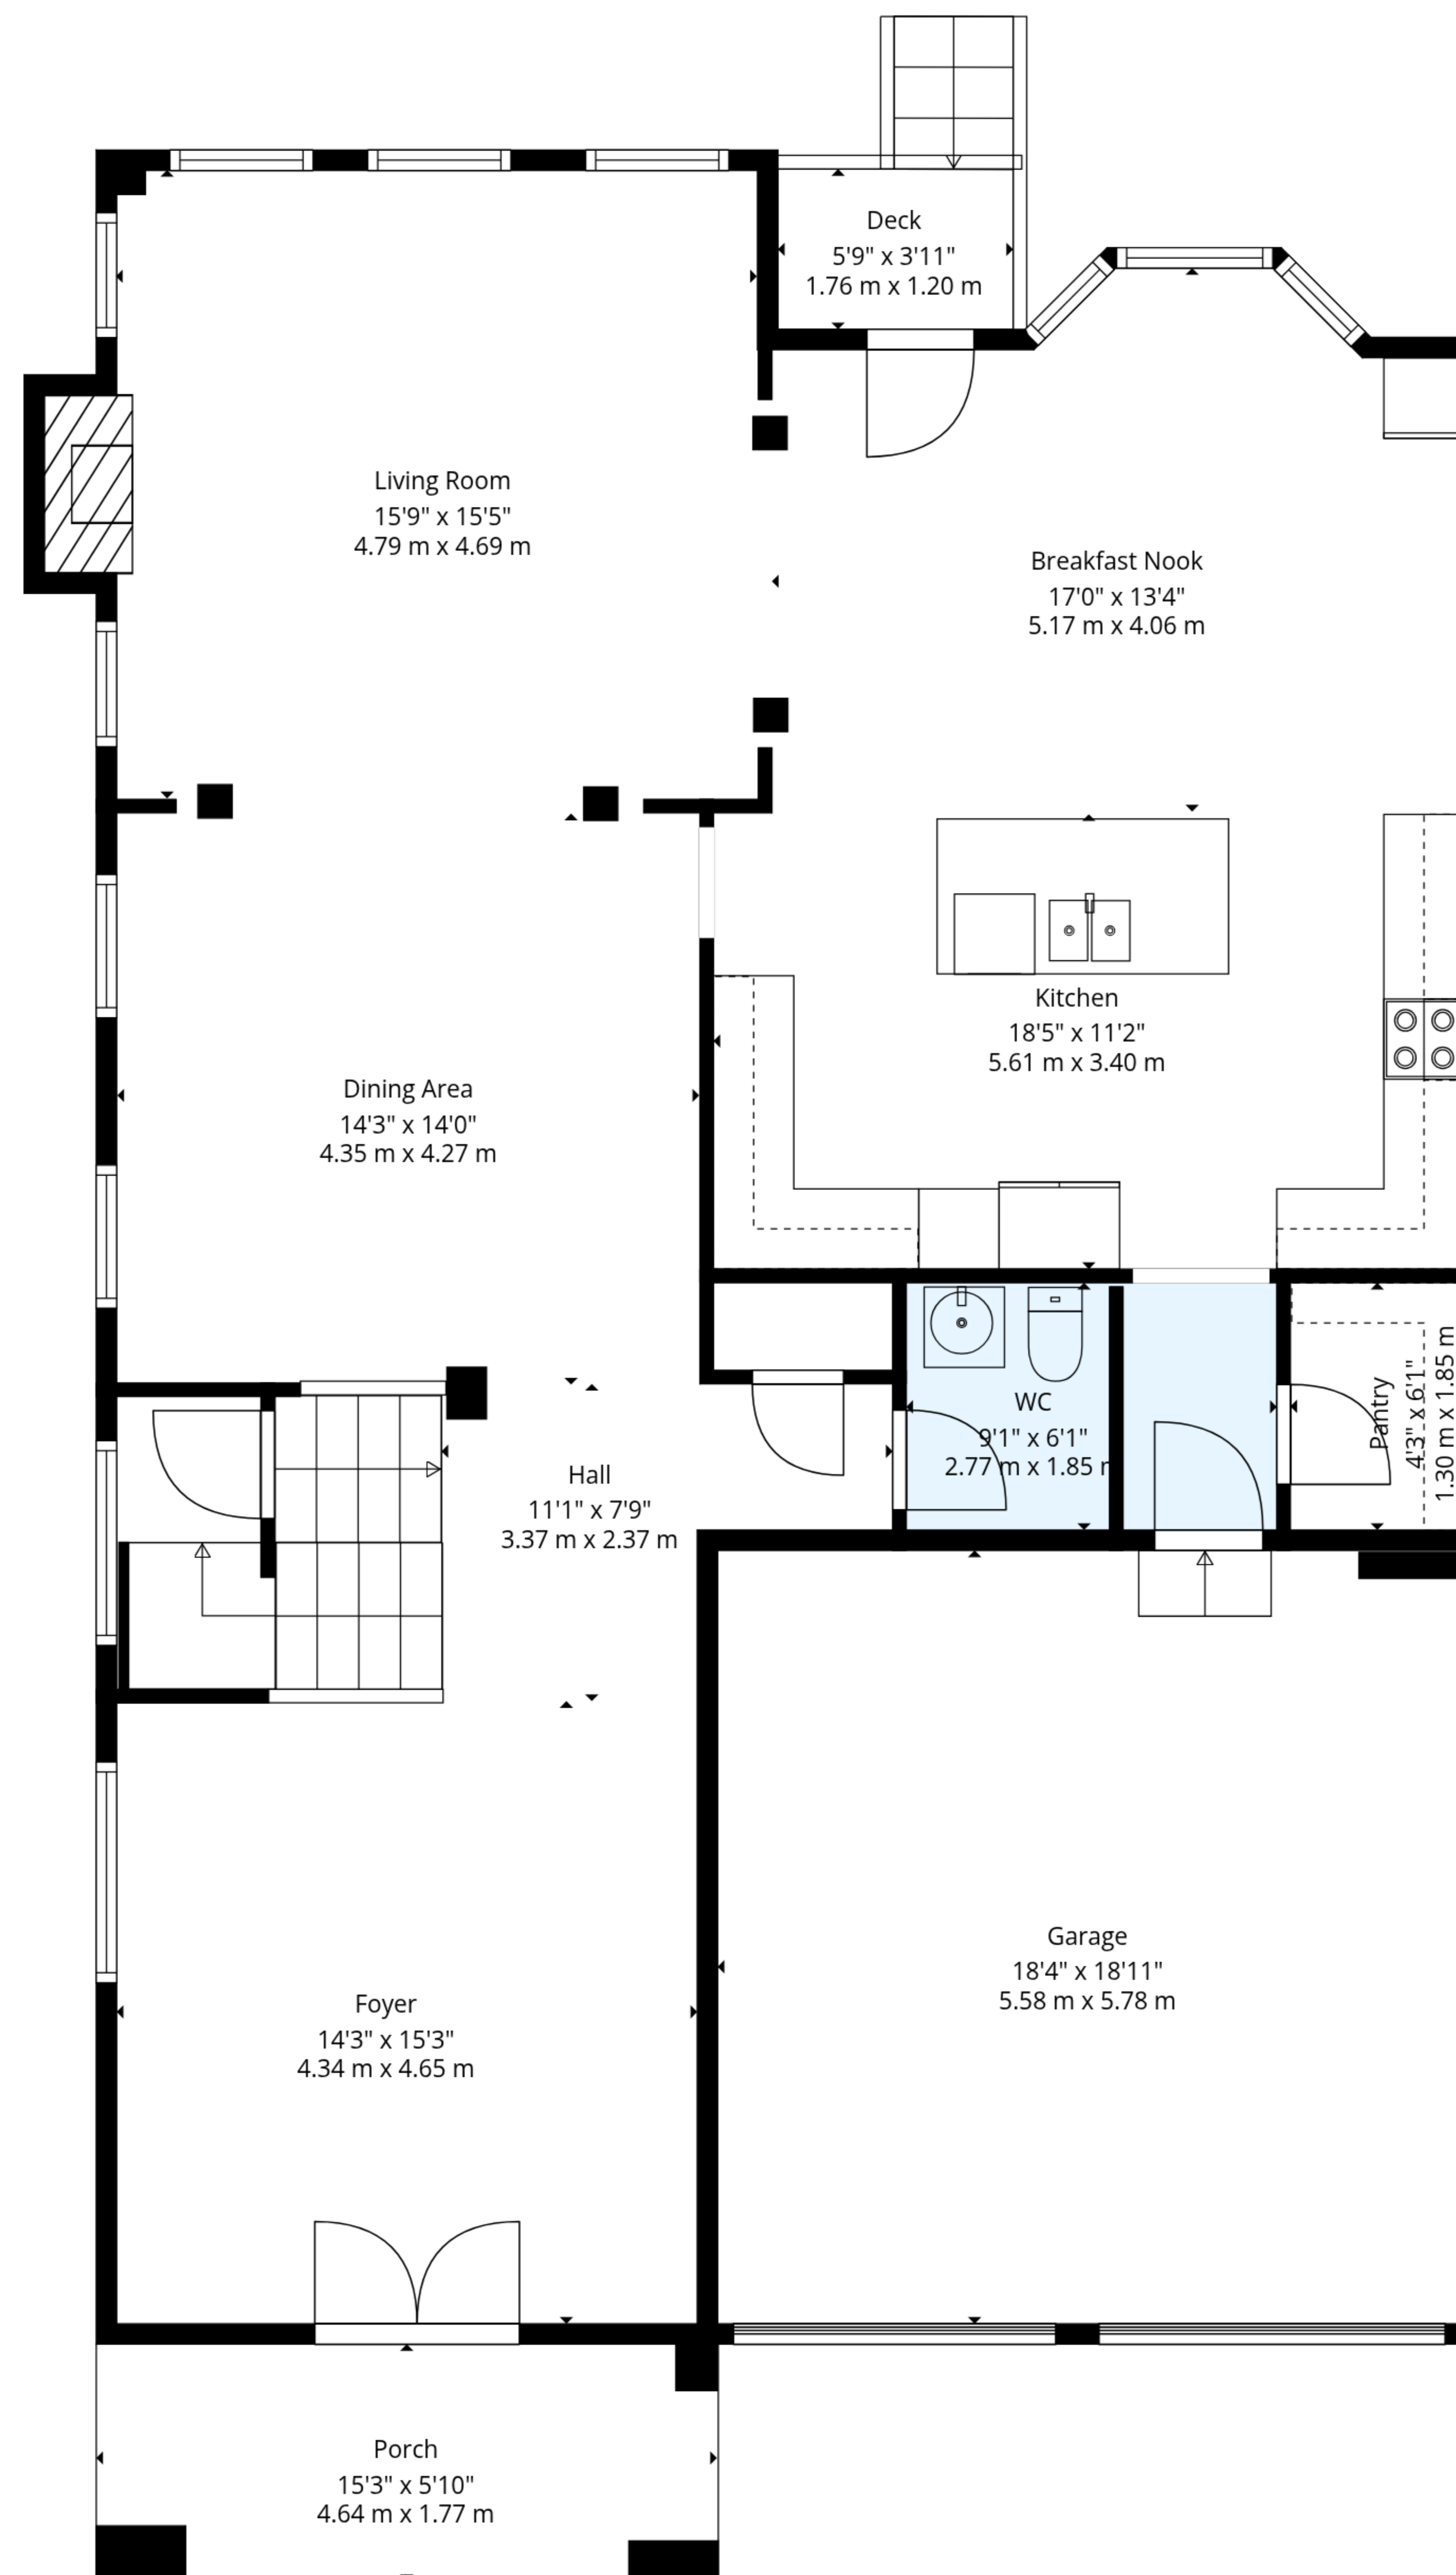 Deck
5'9" x 3'11"
1.76 m x 1.20 m
Living Room
15'9" x 15'5"
4.79 m x 4.69 m
Breakfast Nook
17'0" x 13'4"
5.17 m x 4.06 m
Kitchen
18'5" x 11'2"
5.61 m x 3.40 m
Dining Area
14'3" x 14'0"
4.35 m x 4.27 m
WC
9'1" x 6'1"
2.77 m x 1.85 m
Pantry
4'3" x 6'1"
1.30 m x 1.85 m
Hall
11'1" x 7'9"
3.37 m x 2.37 m
Garage
18'4" x 18'11"
5.58 m x 5.78 m
Foyer
14'3" x 15'3"
4.34 m x 4.65 m
Porch
15'3" x 5'10"
4.64 m x 1.77 m